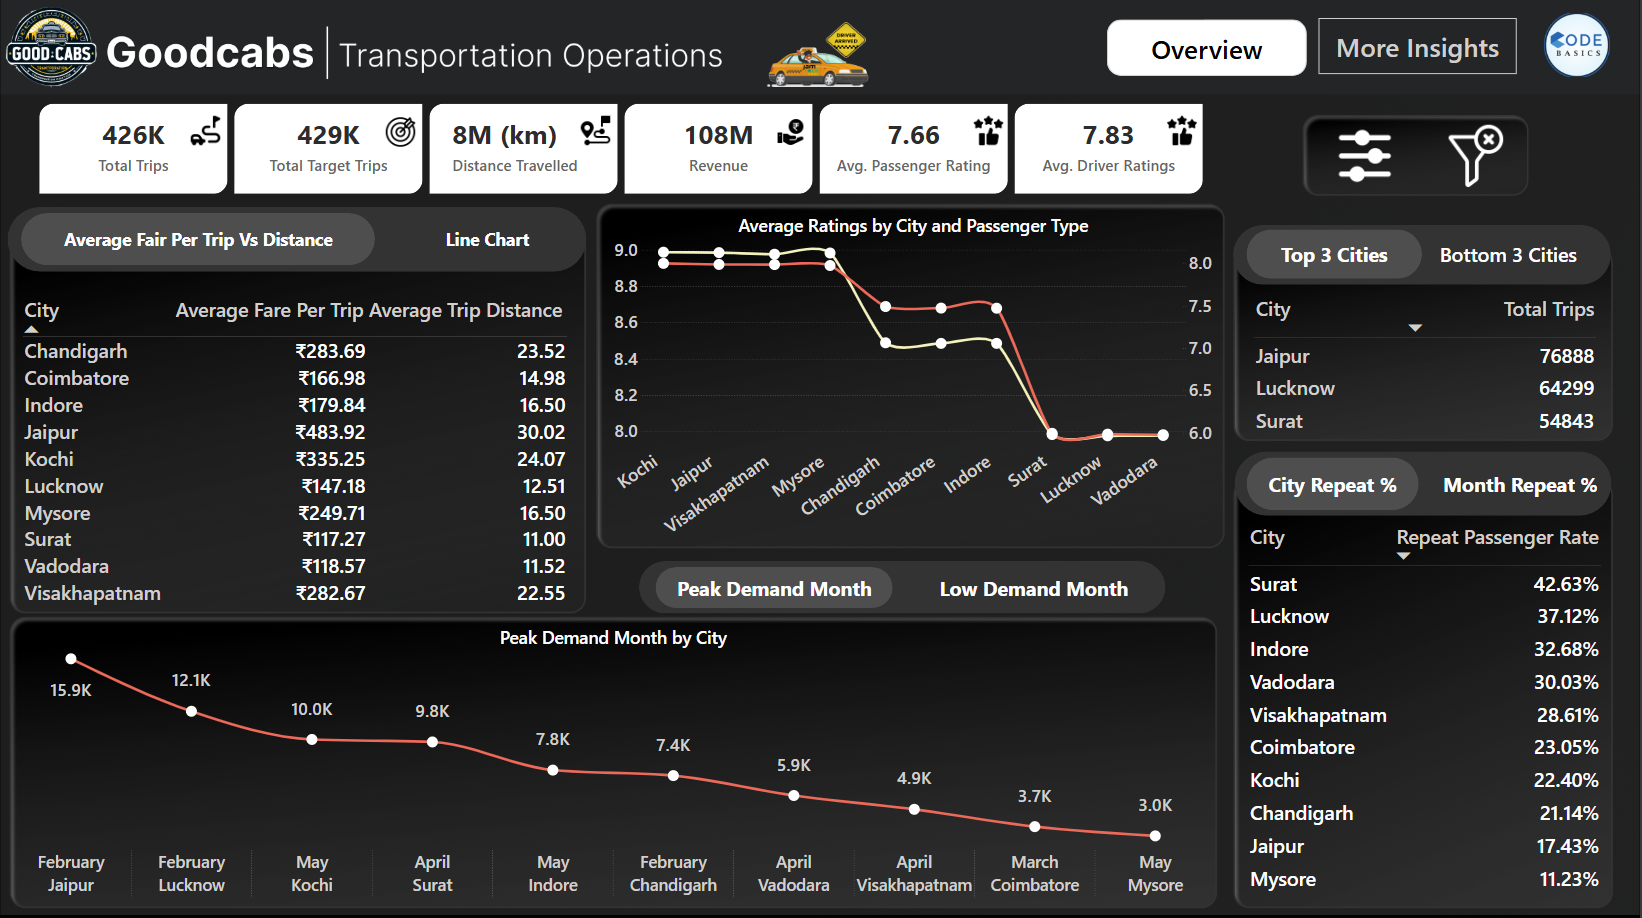 GOOD CABS
Goodcabs | Transportation Operations
DRIVER ARRIVED
Overview
More Insights
CODE
BASICS
426K
Total Trips
429K
Total Target Trips
8M (km)
Distance Travelled
108M
Revenue
7.66
Avg. Passenger Rating
7.83
Avg. Driver Ratings
Average Fair Per Trip Vs Distance
Line Chart
City Average Fare Per Trip Average Trip Distance
Chandigarh ₹283.69 23.52
Coimbatore ₹166.98 14.98
Indore ₹179.84 16.50
Jaipur ₹483.92 30.02
Kochi ₹335.25 24.07
Lucknow ₹147.18 12.51
Mysore ₹249.71 16.50
Surat ₹117.27 11.00
Vadodara ₹118.57 11.52
Visakhapatnam ₹282.67 22.55
Average Ratings by City and Passenger Type
9.0
8.8
8.6
8.4
8.2
8.0
8.0
7.5
7.0
6.5
6.0
Kochi
Jaipur
Visakhapatnam
Mysore
Chandigarh
Coimbatore
Indore
Surat
Lucknow
Vadodara
Top 3 Cities
Bottom 3 Cities
City Total Trips
Jaipur 76888
Lucknow 64299
Surat 54843
City Repeat %
Month Repeat %
City Repeat Passenger Rate
Surat 42.63%
Lucknow 37.12%
Indore 32.68%
Vadodara 30.03%
Visakhapatnam 28.61%
Coimbatore 23.05%
Kochi 22.40%
Chandigarh 21.14%
Jaipur 17.43%
Mysore 11.23%
Peak Demand Month
Low Demand Month
Peak Demand Month by City
15.9K
12.1K
10.0K
9.8K
7.8K
7.4K
5.9K
4.9K
3.7K
3.0K
February
Jaipur
February
Lucknow
May
Kochi
April
Surat
May
Indore
February
Chandigarh
April
Vadodara
April
Visakhapatnam
March
Coimbatore
May
Mysore